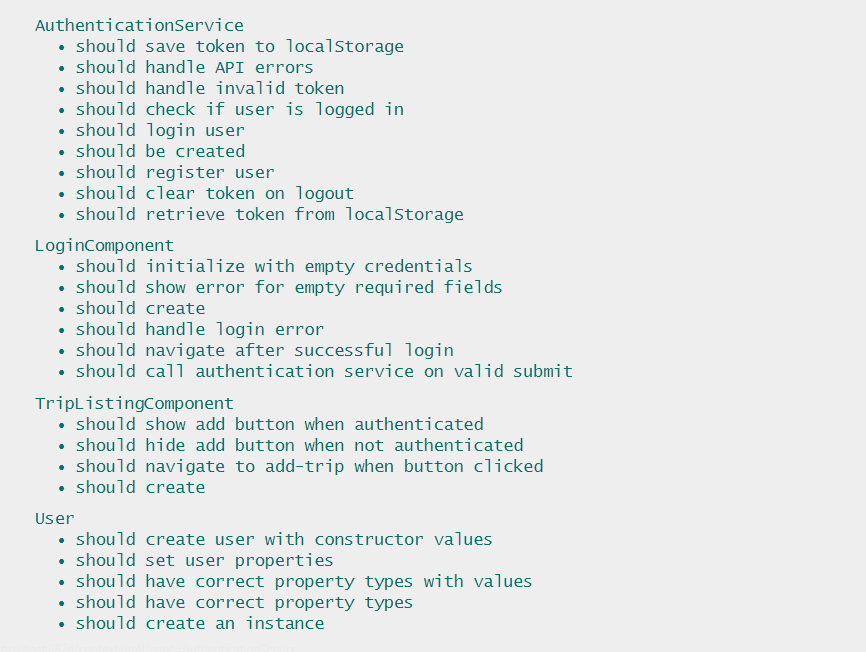 AuthenticationService
• should save token to localStorage
• should handle API errors
• should handle invalid token
• should check if user is logged in
• should login user
• should be created
• should register user
• should clear token on logout
• should retrieve token from localStorage
LoginComponent
• should initialize with empty credentials
• should show error for empty required fields
• should create
• should handle login error
• should navigate after successful login
• should call authentication service on valid submit
TripListingComponent
• should show add button when authenticated
• should hide add button when not authenticated
• should navigate to add-trip when button clicked
• should create
User
• should create user with constructor values
• should set user properties
• should have correct property types with values
• should have correct property types
• should create an instance